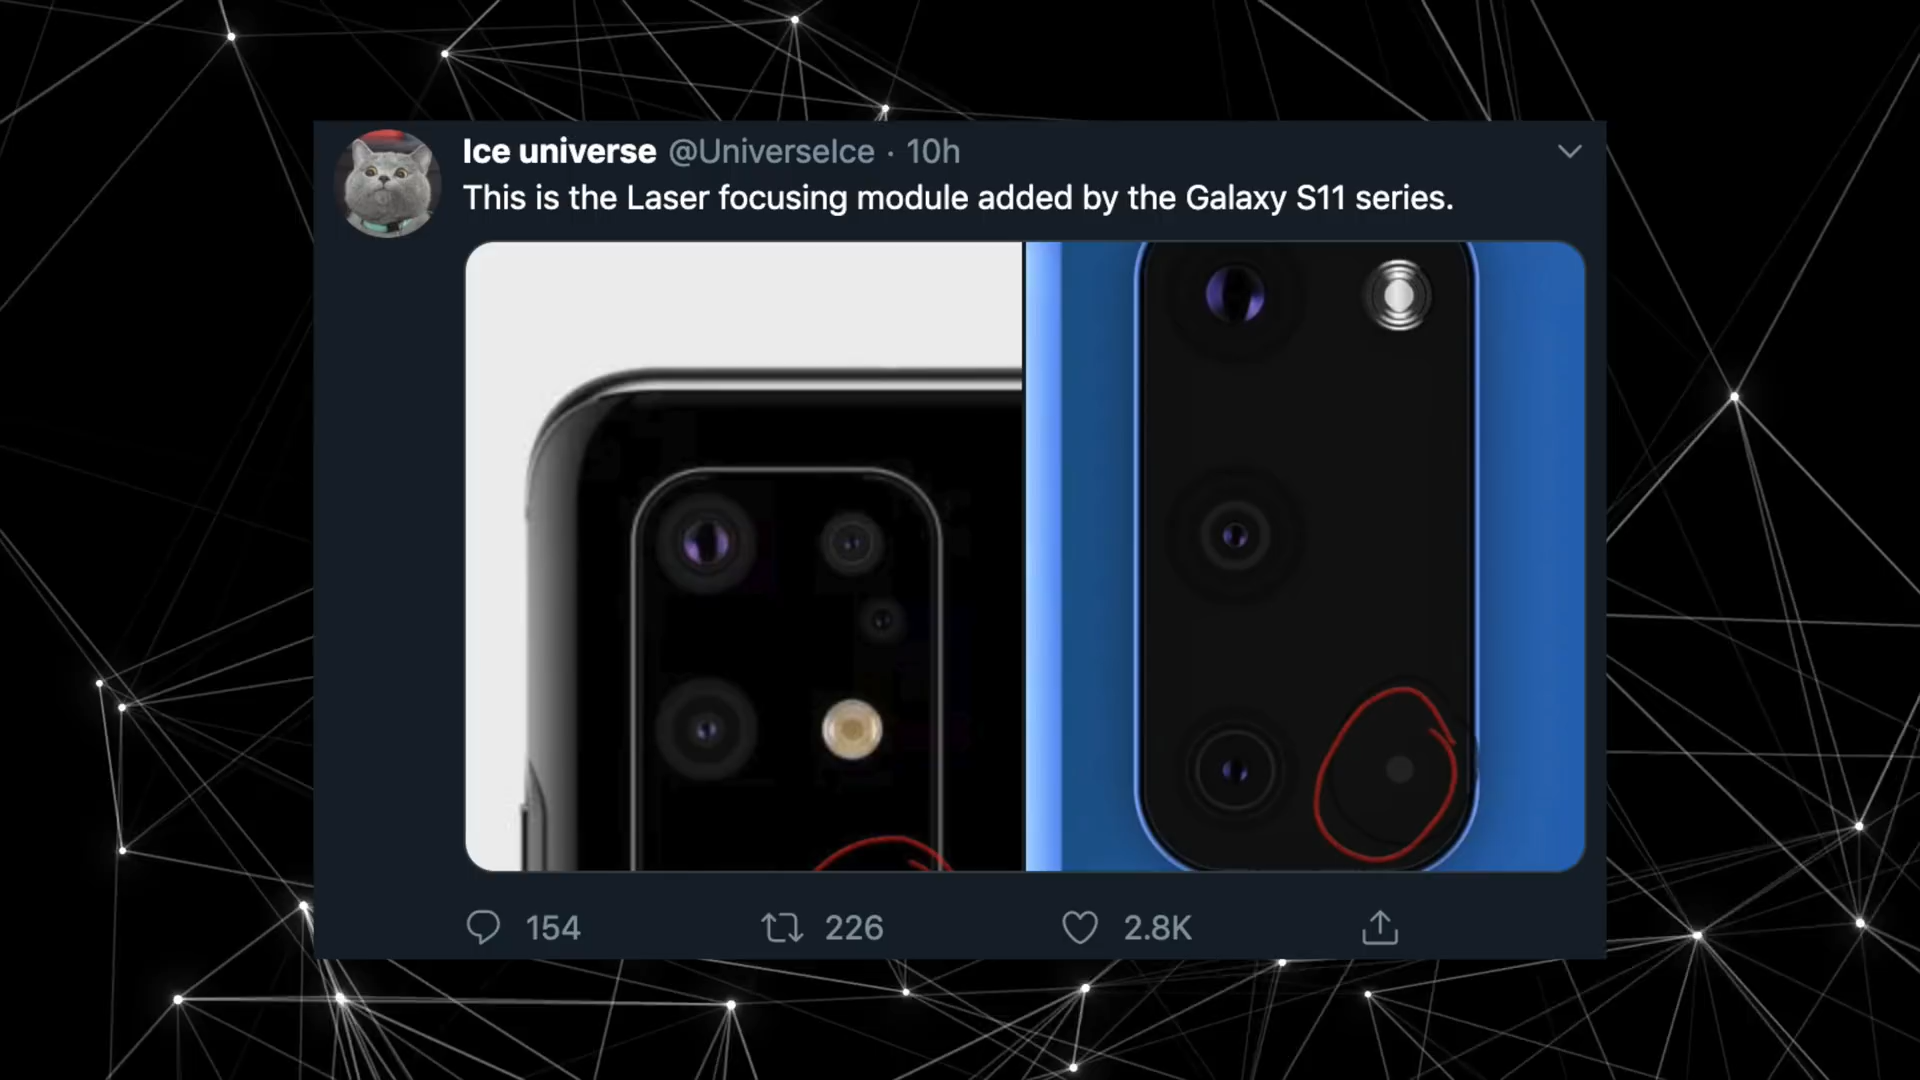 Ice universe @UniverseIce · 10h
This is the Laser focusing module added by the Galaxy S11 series.
154 226 2.8K